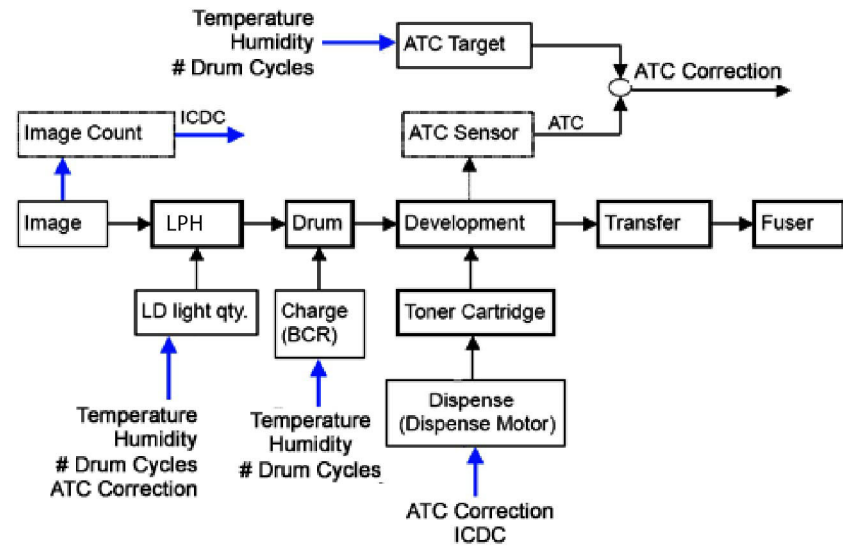 Temperature
Humidity
# Drum Cycles
ATC Target
ATC Correction
Image Count
ICDC
ATC Sensor
ATC
Image
LPH
Drum
Development
Transfer
Fuser
LD light qty.
Charge
(BCR)
Toner Cartridge
Temperature
Humidity
# Drum Cycles
ATC Correction
Temperature
Humidity
# Drum Cycles
Dispense
(Dispense Motor)
ATC Correction
ICDC